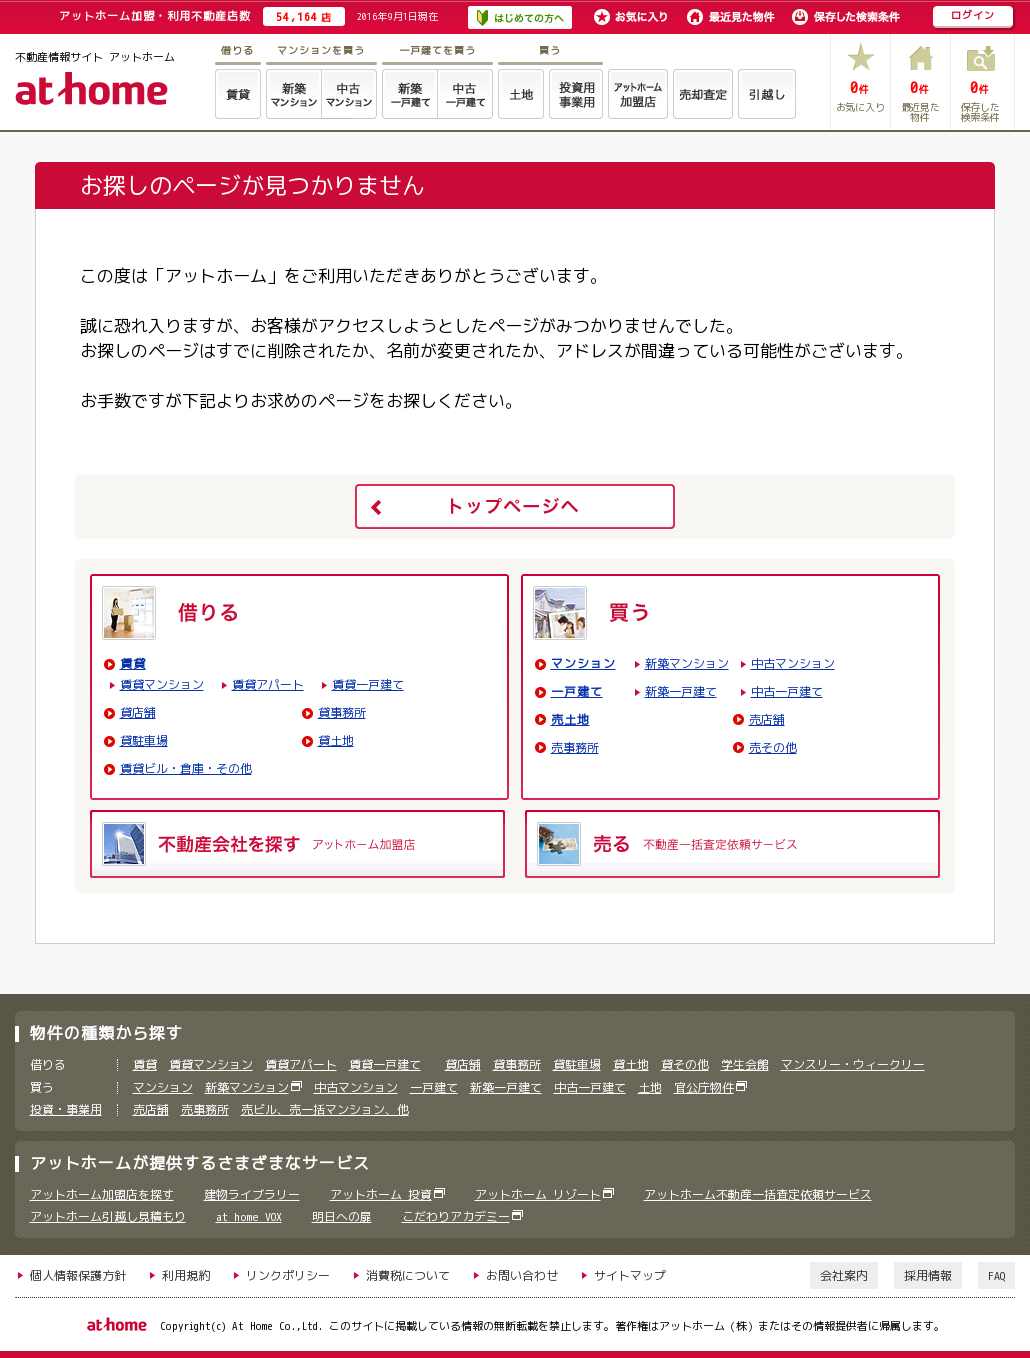 アットホーム加盟・利用不動産店数 54,164 店 2016年9月1日現在 はじめての方へ お気に入り 最近見た物件 保存した検索条件 ログイン
不動産情報サイト アットホーム
at home
借りる マンションを買う 一戸建てを買う 買う
賃貸
新築
マンション
中古
マンション
新築
一戸建て
中古
一戸建て
土地
投資用
事業用
アットホーム
加盟店
売却査定
引越し
0件
お気に入り
0件
最近見た
物件
0件
保存した
検索条件
お探しのページが見つかりません
この度は「アットホーム」をご利用いただきありがとうございます。
誠に恐れ入りますが、お客様がアクセスしようとしたページがみつかりませんでした。
お探しのページはすでに削除されたか、名前が変更されたか、アドレスが間違っている可能性がございます。
お手数ですが下記よりお求めのページをお探しください。
トップページへ
借りる
賃貸
賃貸マンション 賃貸アパート 賃貸一戸建て
貸店舗 貸事務所
貸駐車場 貸土地
賃貸ビル・倉庫・その他
買う
マンション 新築マンション 中古マンション
一戸建て 新築一戸建て 中古一戸建て
売土地 売店舗
売事務所 売その他
不動産会社を探す アットホーム加盟店
売る 不動産一括査定依頼サービス
物件の種類から探す
借りる 賃貸 賃貸マンション 賃貸アパート 賃貸一戸建て 貸店舗 貸事務所 貸駐車場 貸土地 貸その他 学生会館 マンスリー・ウィークリー
買う マンション 新築マンション 中古マンション 一戸建て 新築一戸建て 中古一戸建て 土地 官公庁物件
投資・事業用 売店舗 売事務所 売ビル、売一括マンション、他
アットホームが提供するさまざまなサービス
アットホーム加盟店を探す 建物ライブラリー アットホーム 投資 アットホーム リゾート アットホーム不動産一括査定依頼サービス
アットホーム引越し見積もり at home VOX 明日への扉 こだわりアカデミー
個人情報保護方針 利用規約 リンクポリシー 消費税について お問い合わせ サイトマップ 会社案内 採用情報 FAQ
at home Copyright(c) At Home Co.,Ltd. このサイトに掲載している情報の無断転載を禁止します。著作権はアットホーム（株）またはその情報提供者に帰属します。